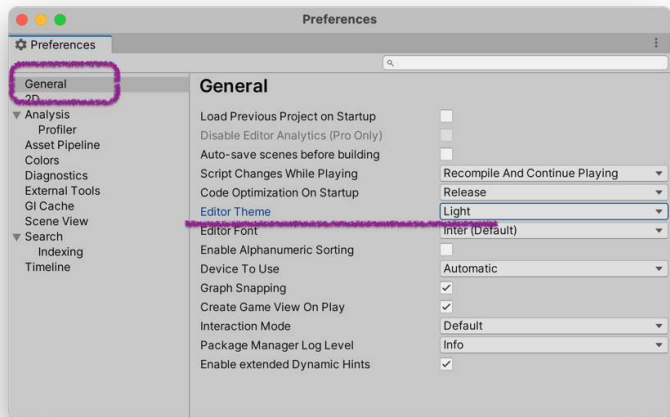 Preferences
Preferences
General
2D
Analysis
Profiler
Asset Pipeline
Colors
Diagnostics
External Tools
GI Cache
Scene View
Search
Indexing
Timeline
General
Load Previous Project on Startup
Disable Editor Analytics (Pro Only)
Auto-save scenes before building
Script Changes While Playing Recompile And Continue Playing
Code Optimization On Startup Release
Editor Theme Light
Editor Font Inter (Default)
Enable Alphanumeric Sorting
Device To Use Automatic
Graph Snapping
Create Game View On Play
Interaction Mode Default
Package Manager Log Level Info
Enable extended Dynamic Hints